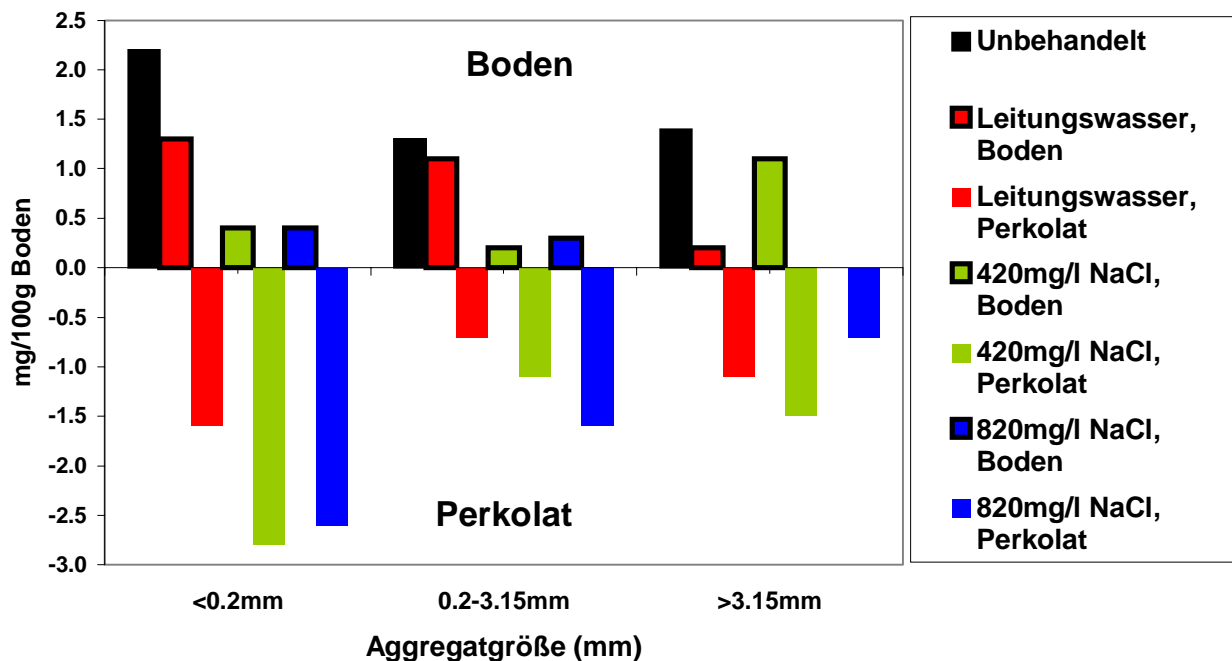 2.5
2.0
1.5
1.0
0.5
0.0
-0.5
-1.0
-1.5
-2.0
-2.5
-3.0
mg/100g Boden
Boden
Perkolat
<0.2mm
0.2-3.15mm
>3.15mm
Aggregatgröße (mm)
Unbehandelt
Leitungswasser,
Boden
Leitungswasser,
Perkolat
420mg/l NaCl,
Boden
420mg/l NaCl,
Perkolat
820mg/l NaCl,
Boden
820mg/l NaCl,
Perkolat